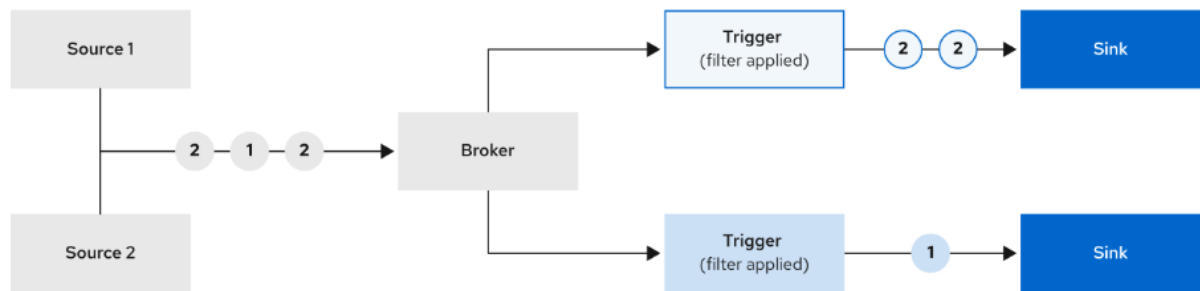 Source 1
Trigger
(filter applied)
2 2
Sink
2 1 2
Broker
Source 2
Trigger
(filter applied)
1
Sink